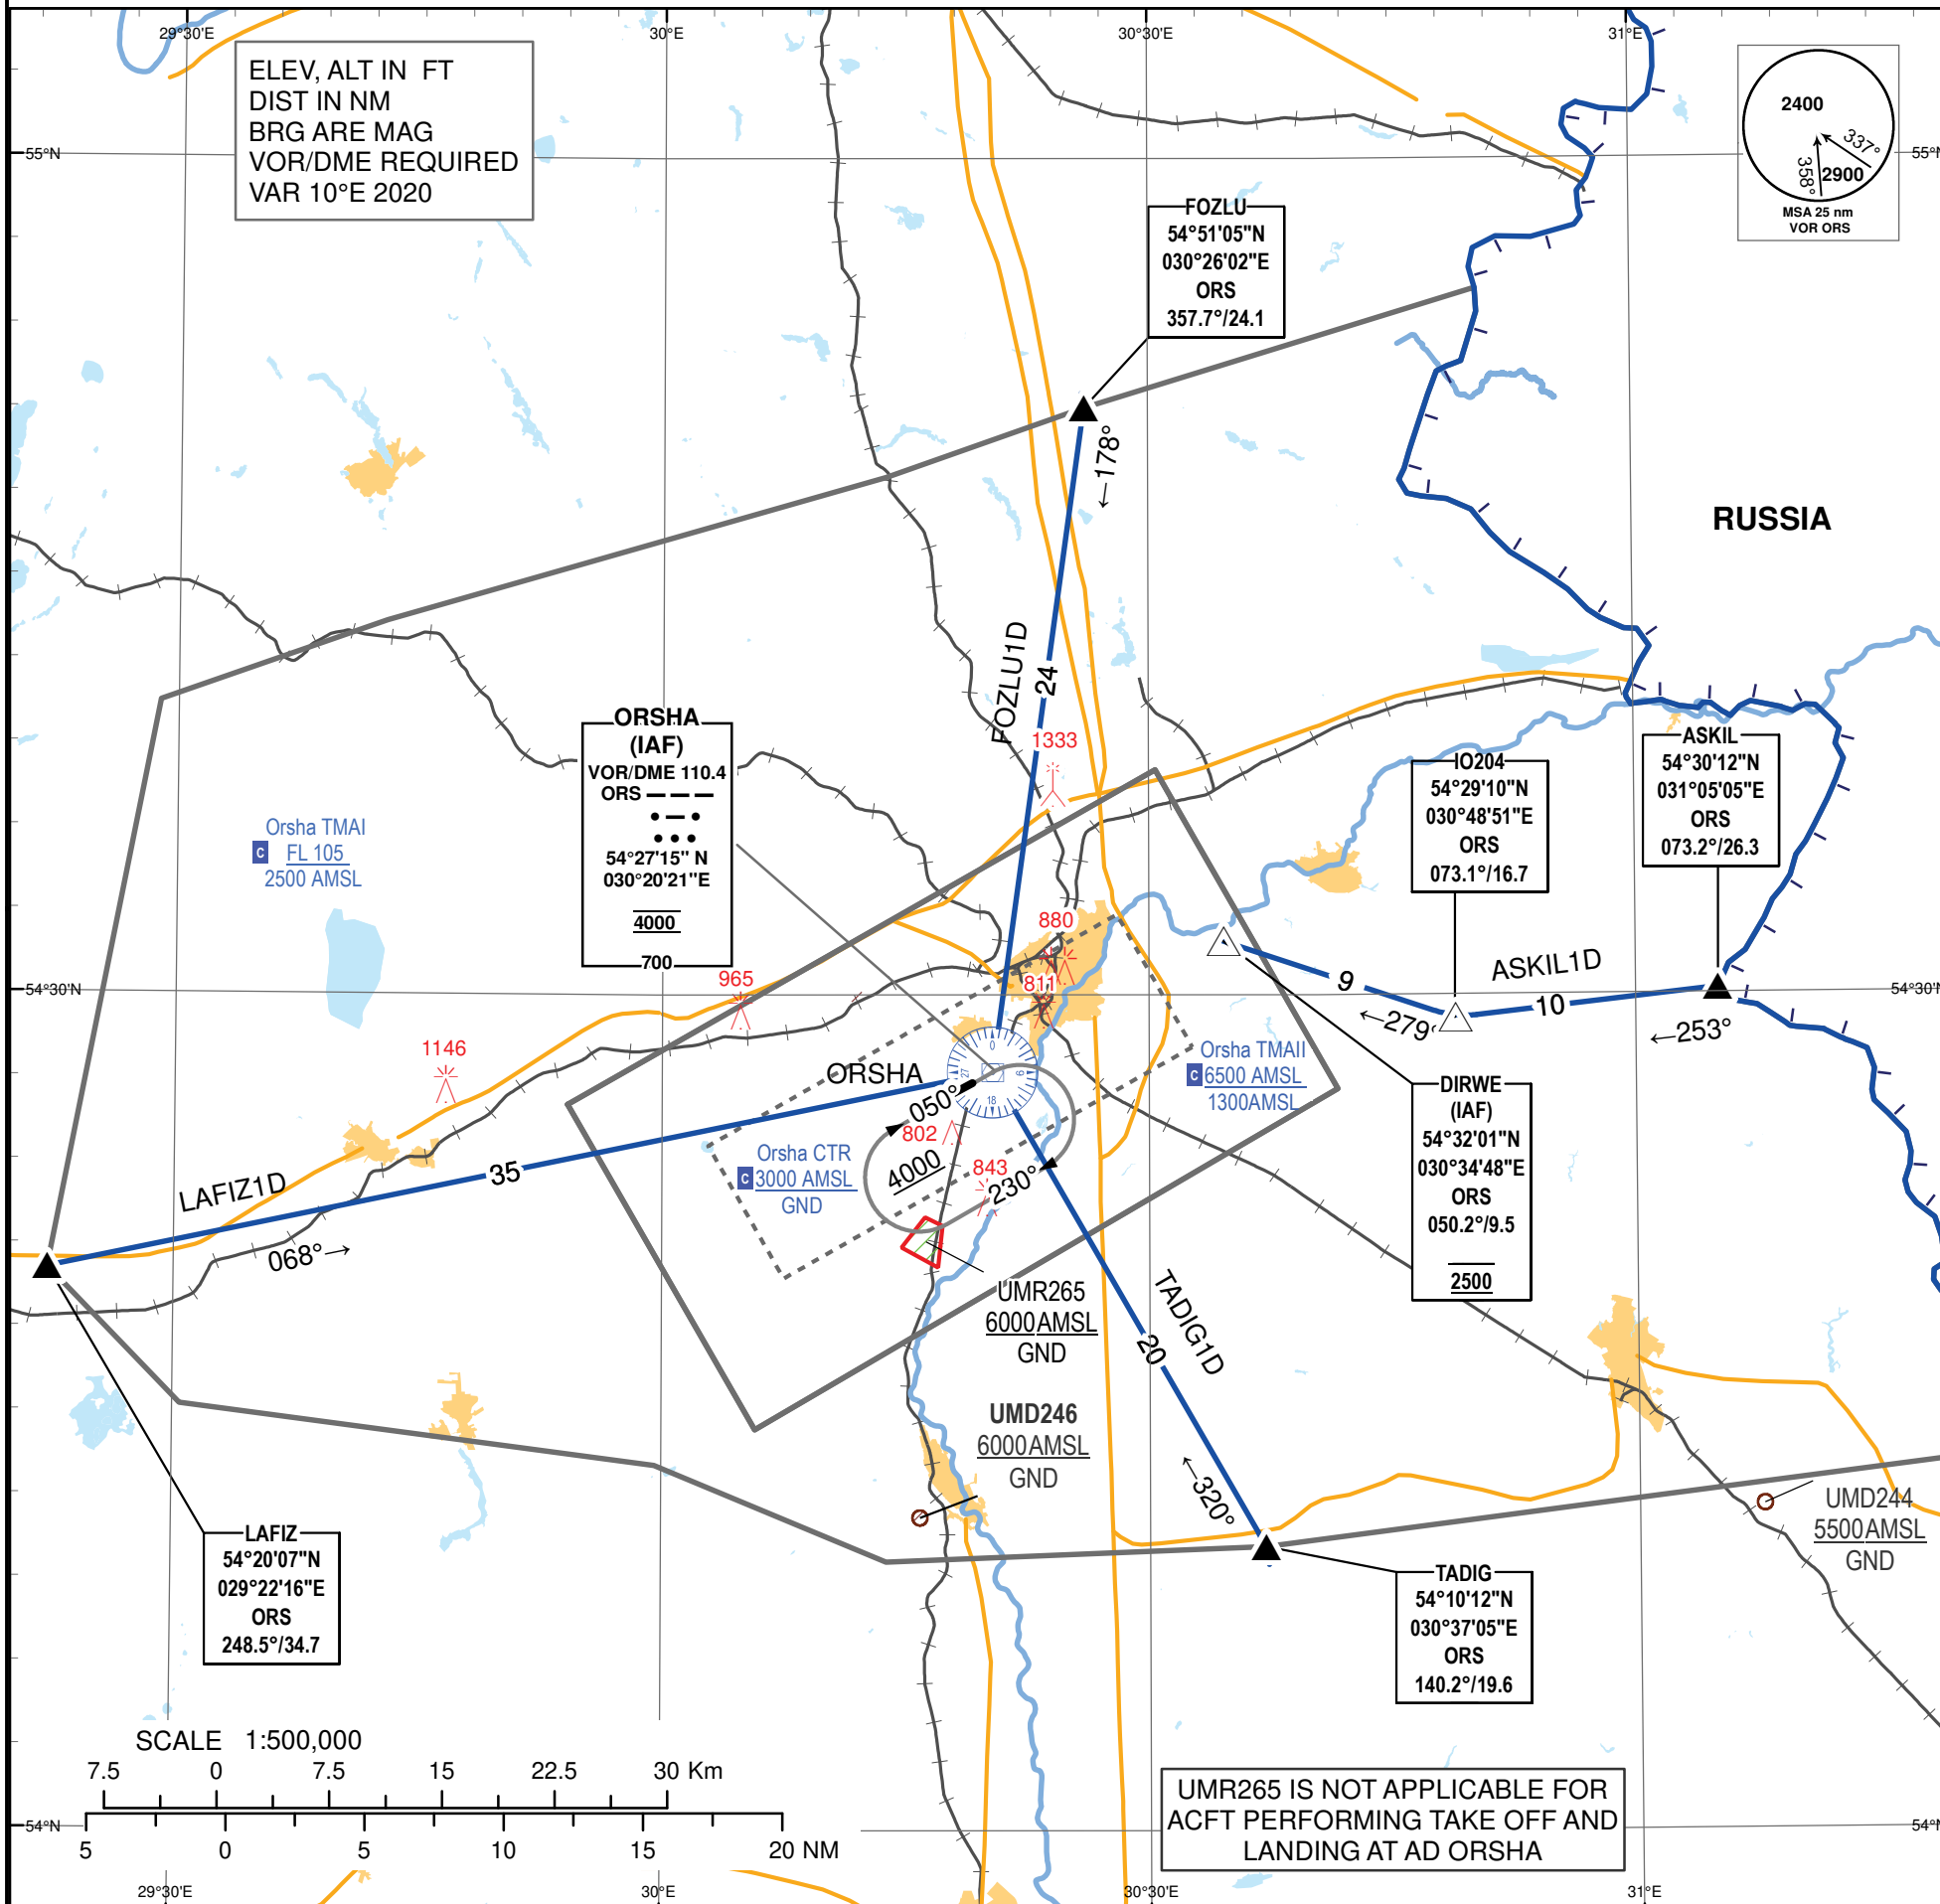 29°30'E
30°E
30°30'E
31°E
ELEV, ALT IN FT
DIST IN NM
BRG ARE MAG
VOR/DME REQUIRED
VAR 10°E 2020
2400
337°
358°
2900
MSA 25 nm
VOR ORS
55°N
55°N
FOZLU
54°51'05"N
030°26'02"E
ORS
357.7°/24.1
←178°
RUSSIA
FOZLU1D
24
1333
ORSHA
(IAF)
VOR/DME 110.4
ORS
54°27'15" N
030°20'21"E
4000
700
Orsha TMAI
C FL 105
2500 AMSL
IO204
54°29'10"N
030°48'51"E
ORS
073.1°/16.7
ASKIL
54°30'12"N
031°05'05"E
ORS
073.2°/26.3
880
811
965
1146
54°30'N
54°30'N
9
ASKIL1D
10
←279°
←253°
ORSHA
0
9
18
27
050°
802
4000
843
230°
Orsha TMAII
C 6500 AMSL
1300AMSL
Orsha CTR
C 3000 AMSL
GND
DIRWE
(IAF)
54°32'01"N
030°34'48"E
ORS
050.2°/9.5
2500
LAFIZ1D
35
068°→
UMR265
6000AMSL
GND
TADIG1D
20
UMD246
6000AMSL
GND
←320°
UMD244
5500AMSL
GND
LAFIZ
54°20'07"N
029°22'16"E
ORS
248.5°/34.7
TADIG
54°10'12"N
030°37'05"E
ORS
140.2°/19.6
SCALE 1:500,000
7.5 0 7.5 15 22.5 30 Km
5 0 5 10 15 20 NM
UMR265 IS NOT APPLICABLE FOR
ACFT PERFORMING TAKE OFF AND
LANDING AT AD ORSHA
54°N
54°N
29°30'E
30°E
30°30'E
31°E